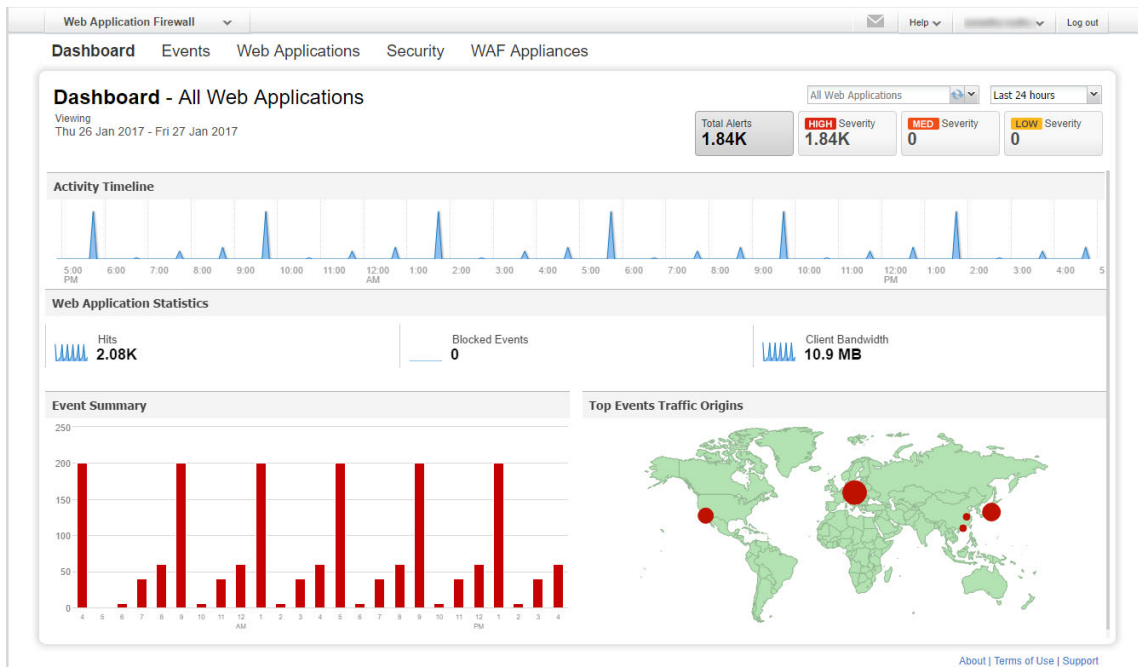 Web Application Firewall
Help
Log out
Dashboard Events Web Applications Security WAF Appliances
Dashboard - All Web Applications
Viewing
Thu 26 Jan 2017 - Fri 27 Jan 2017
All Web Applications
Last 24 hours
Total Alerts
1.84K
HIGH Severity
1.84K
MED Severity
0
LOW Severity
0
Activity Timeline
5:00 6:00 7:00 8:00 9:00 10:00 11:00 12:00 1:00 2:00 3:00 4:00 5:00 6:00 7:00 8:00 9:00 10:00 11:00 12:00 1:00 2:00 3:00 4:00 5
PM AM PM
Web Application Statistics
Hits
2.08K
Blocked Events
0
Client Bandwidth
10.9 MB
Event Summary
250
200
150
100
50
0
4 5 6 7 8 9 10 11 12 1 2 3 4 5 6 7 8 9 10 11 12 1 2 3 4
AM PM
Top Events Traffic Origins
About | Terms of Use | Support